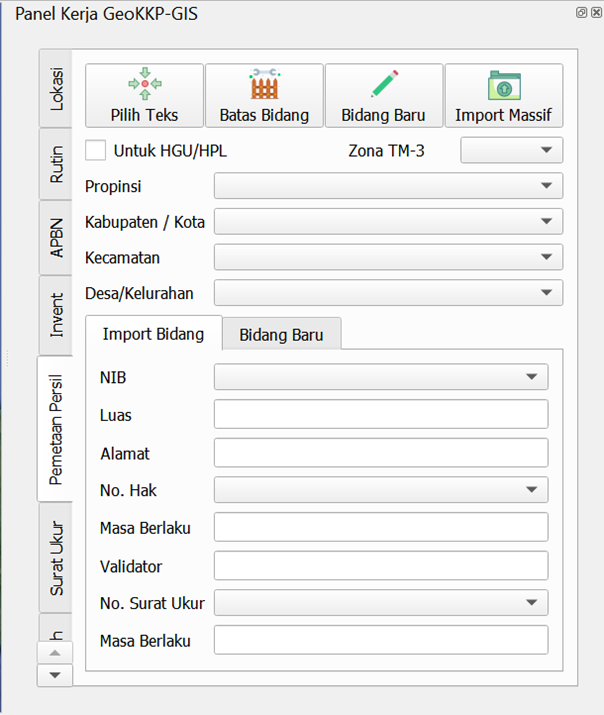 Panel Kerja GeoKKP-GIS
Lokasi
Rutin
APBN
Invent
Pemetaan Persil
Surat Ukur
Pilih Teks
Batas Bidang
Bidang Baru
Import Massif
Untuk HGU/HPL
Zona TM-3
Propinsi
Kabupaten / Kota
Kecamatan
Desa/Kelurahan
Import Bidang
Bidang Baru
NIB
Luas
Alamat
No. Hak
Masa Berlaku
Validator
No. Surat Ukur
Masa Berlaku